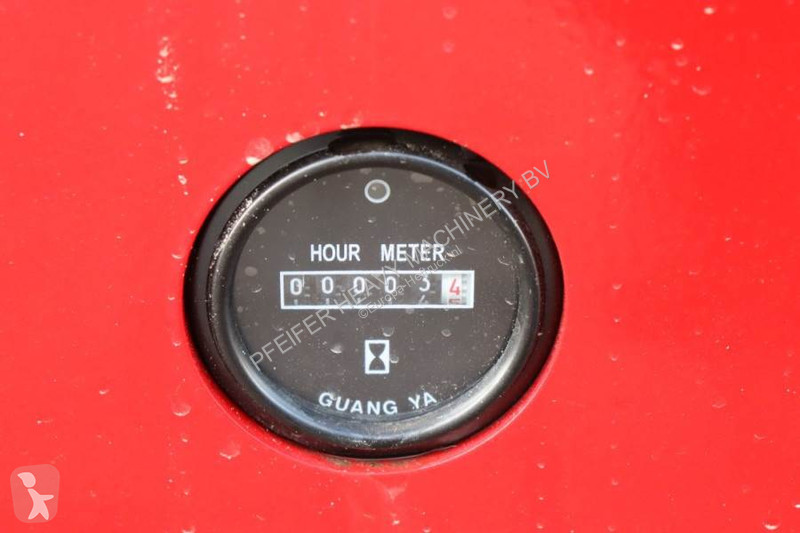 HOUR METER
0 0 0 0 3 4
GUANG YA
PFEIFER HEAVY MACHINERY BV